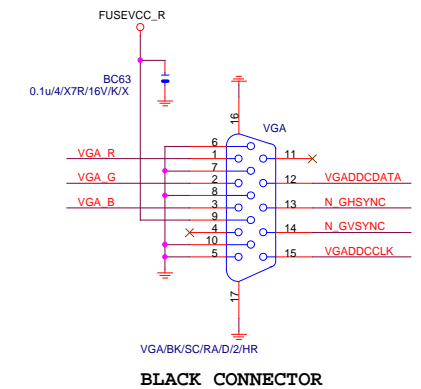 FUSEVCC_R
BC63
0.1u/4/X7R/16V/K/X
16
VGA
6
VGA_R 1 11
7
VGA_G 2 12 VGADDCDATA
8
VGA_B 3 13 N_GHSYNC
9
4 14 N_GVSYNC
10
5 15 VGADDCCLK
17
VGA/BK/SC/RA/D/2/HR
BLACK CONNECTOR